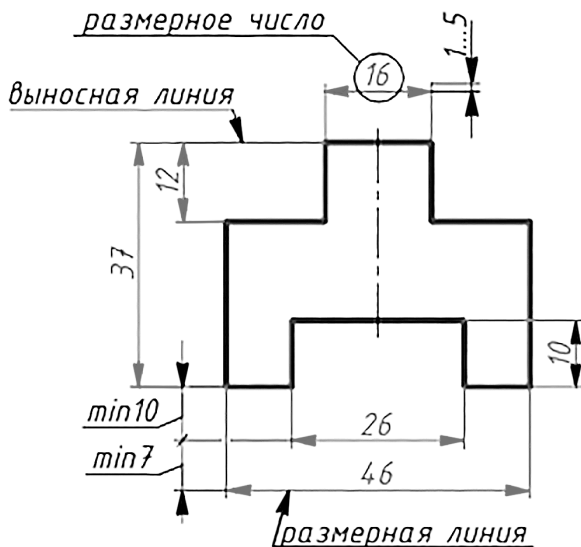 размерное число
1...5
16
выносная линия
12
37
10
min10
26
min7
46
размерная линия